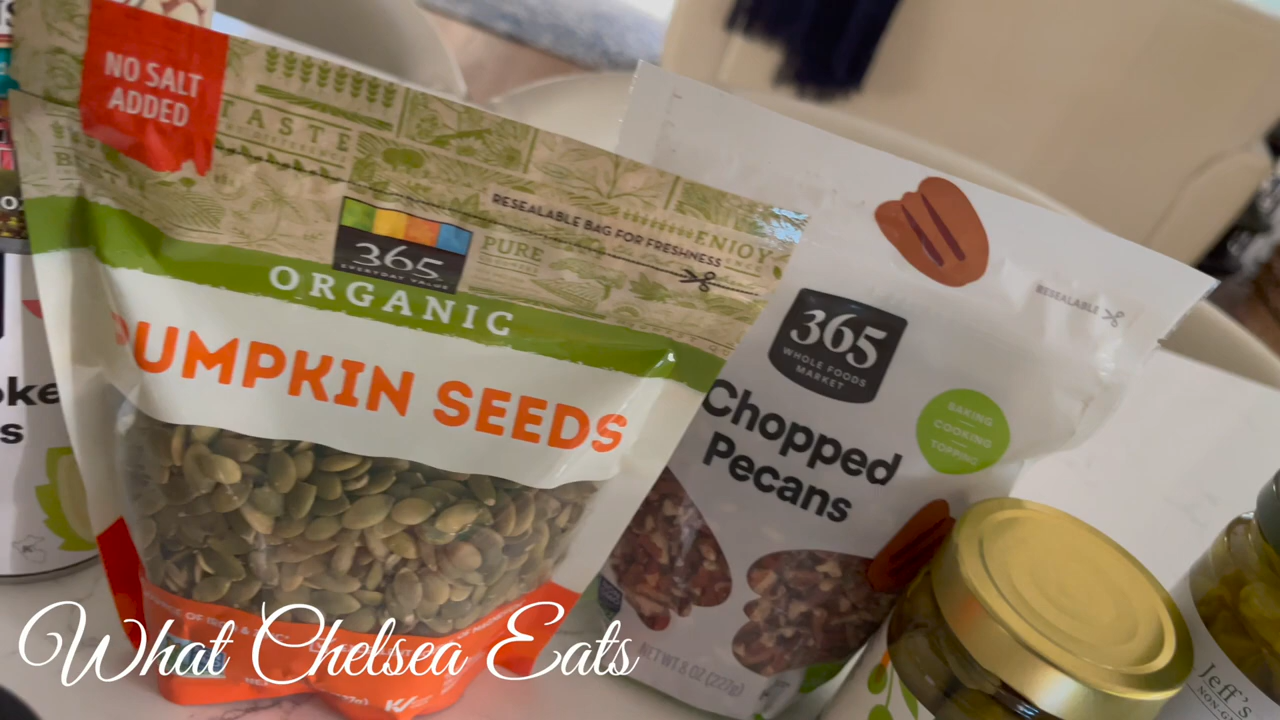 NO SALT
ADDED
TASTE
RESEALABLE BAG FOR FRESHNESS
ENJOY
PURE
365
EVERYDAY VALUE
ORGANIC
PUMPKIN SEEDS
RESEALABLE
365
WHOLE FOODS
MARKET
Chopped
Pecans
BAKING
COOKING
TOPPING
NET WT 8 OZ (227g)
What Chelsea Eats
Jeff's